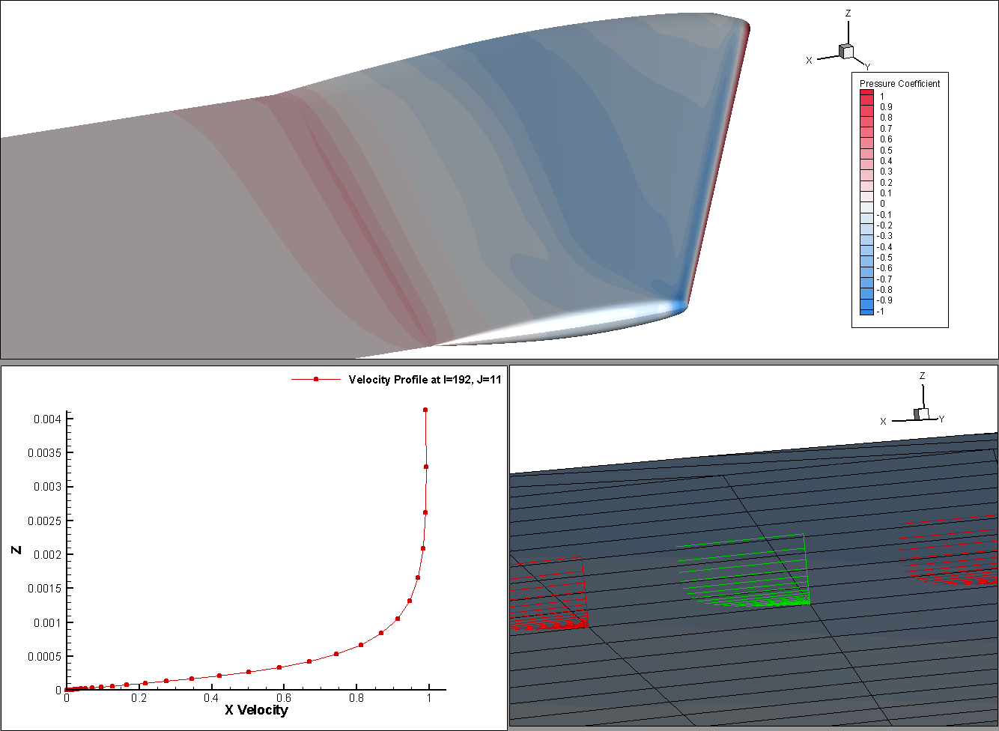 Z
X
Y
Pressure Coefficient
1
0.9
0.8
0.7
0.6
0.5
0.4
0.3
0.2
0.1
0
-0.1
-0.2
-0.3
-0.4
-0.5
-0.6
-0.7
-0.8
-0.9
-1
Velocity Profile at I=192, J=11
0.004
0.0035
0.003
0.0025
0.002
0.0015
0.001
0.0005
0
Z
0 0.2 0.4 0.6 0.8 1
X Velocity
Z
X
Y